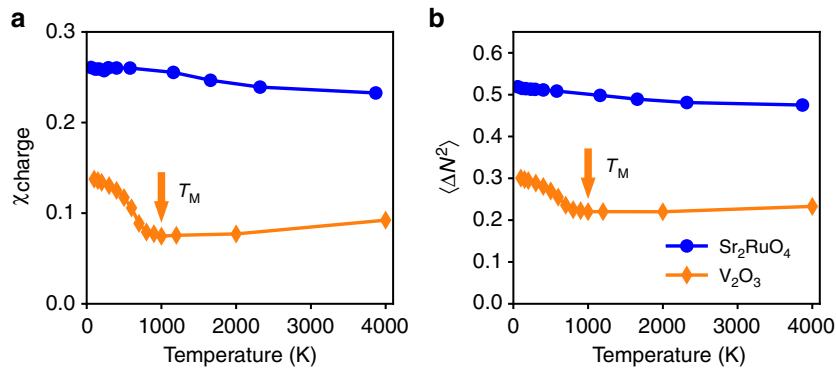 a
0.3
0.2
0.1
0.0
χcharge
T_M
0 1000 2000 3000 4000
Temperature (K)
b
0.6
0.5
0.4
0.3
0.2
0.1
0.0
⟨ΔN²⟩
T_M
Sr₂RuO₄
V₂O₃
0 1000 2000 3000 4000
Temperature (K)